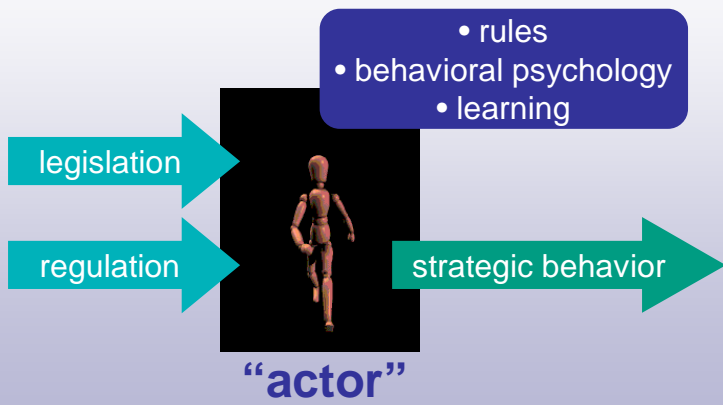 • rules
• behavioral psychology
• learning
legislation
regulation
strategic behavior
“actor”